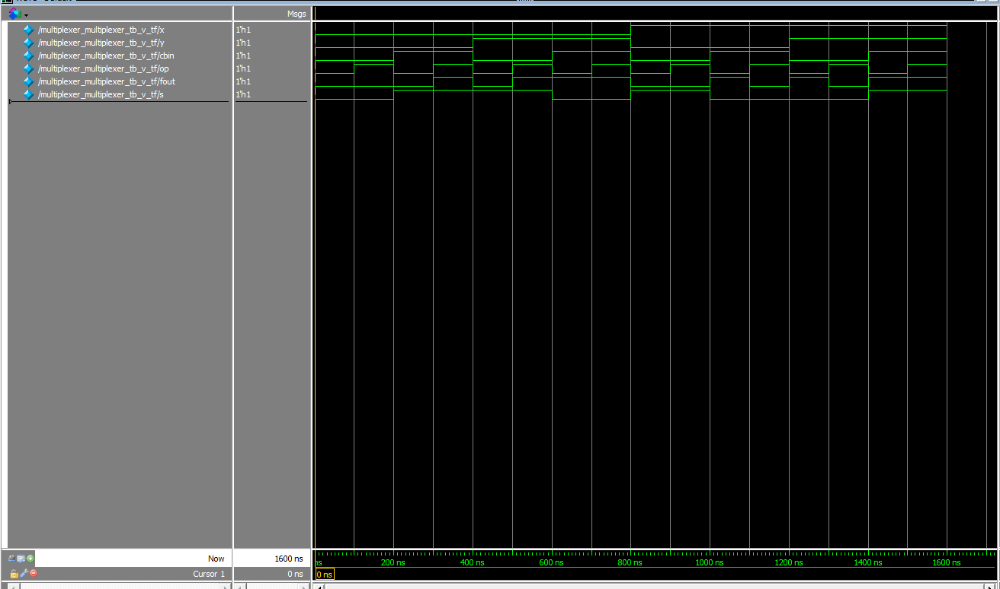 Msgs
/multiplexer_multiplexer_tb_v_tf/x 1'h1
/multiplexer_multiplexer_tb_v_tf/y 1'h1
/multiplexer_multiplexer_tb_v_tf/cbin 1'h1
/multiplexer_multiplexer_tb_v_tf/op 1'h1
/multiplexer_multiplexer_tb_v_tf/fout 1'h1
/multiplexer_multiplexer_tb_v_tf/s 1'h1
Now 1600 ns
ns 200 ns 400 ns 600 ns 800 ns 1000 ns 1200 ns 1400 ns 1600 ns
Cursor 1 0 ns
0 ns